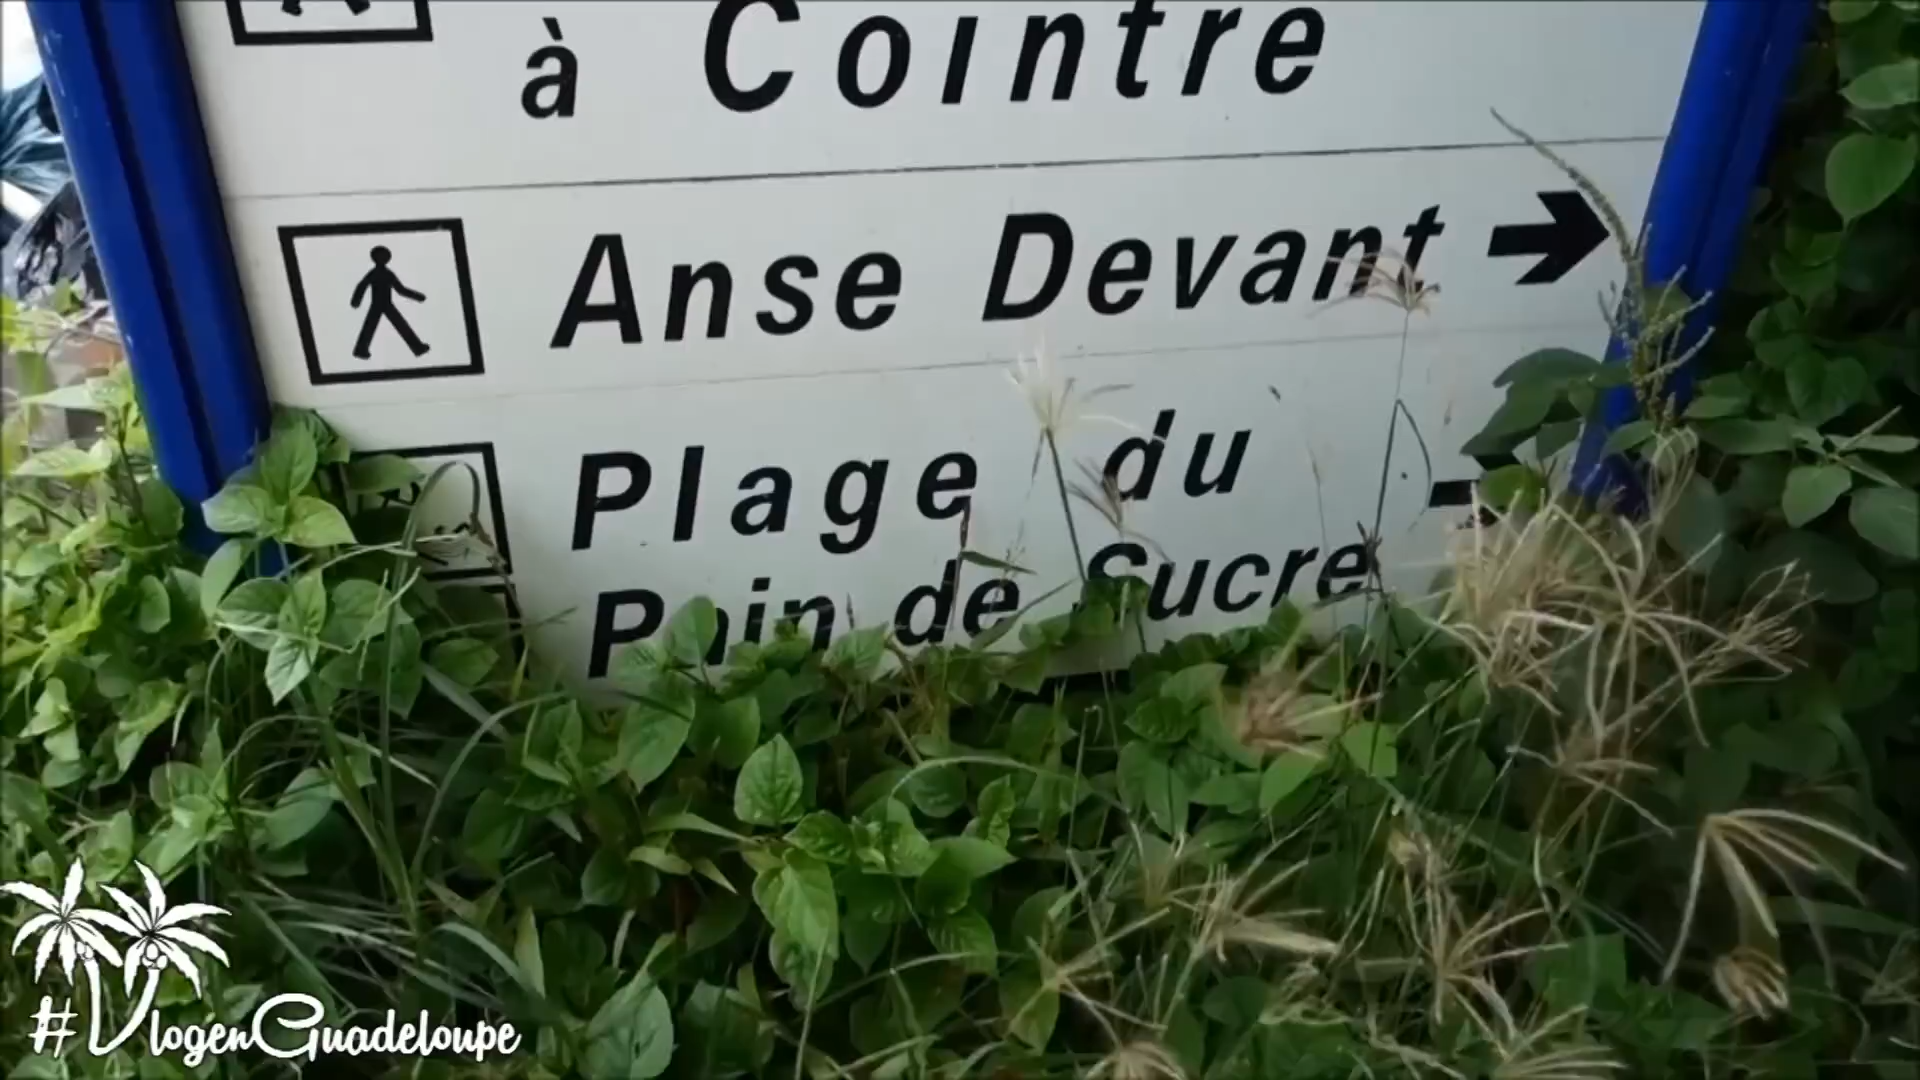 à Cointre
Anse Devant
Plage du
Pain de Sucre
#VlogenGuadeloupe